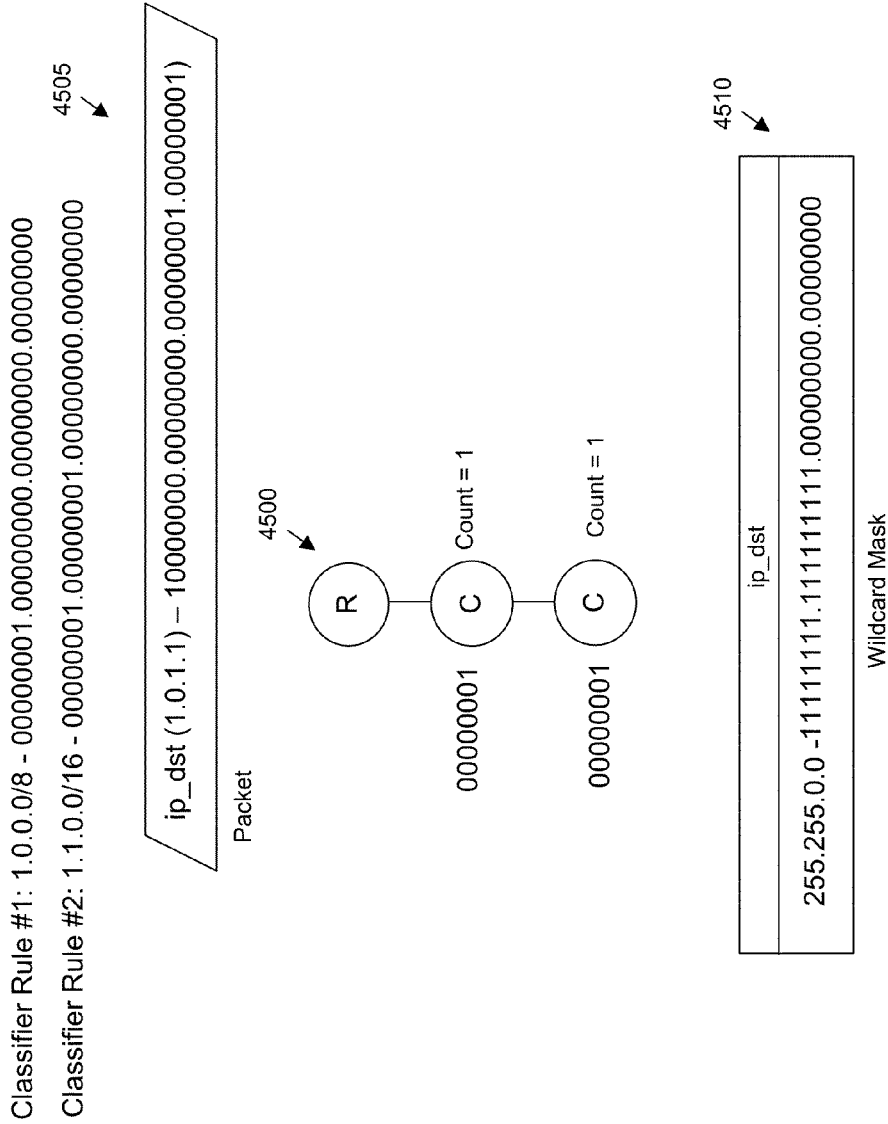 Classifier Rule #1: 1.0.0.0/8 - 00000001.00000000.00000000.00000000
Classifier Rule #2: 1.1.0.0/16 - 00000001.00000001.00000000.00000000
4505
ip_dst (1.0.1.1) – 10000000.00000000.00000001.00000001)
Packet
4500
R
00000001
C
Count = 1
00000001
C
Count = 1
4510
ip_dst
255.255.0.0 -11111111.11111111.00000000.00000000
Wildcard Mask